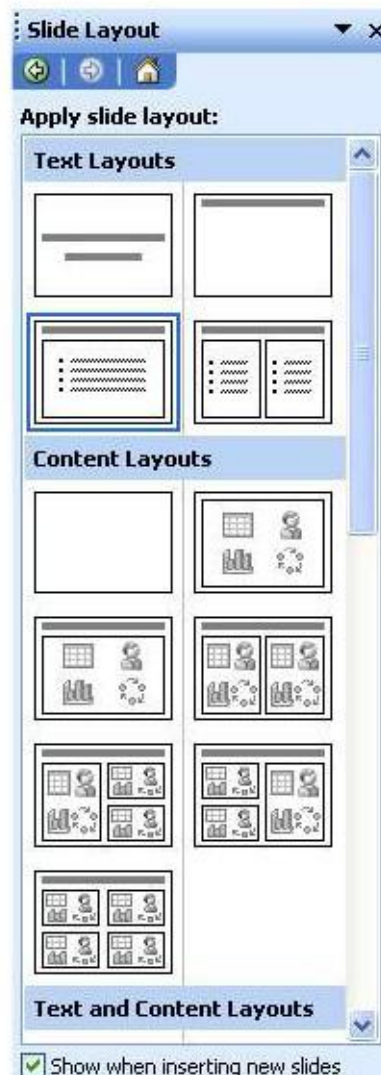 Slide Layout
Apply slide layout:
Text Layouts
Content Layouts
Text and Content Layouts
Show when inserting new slides